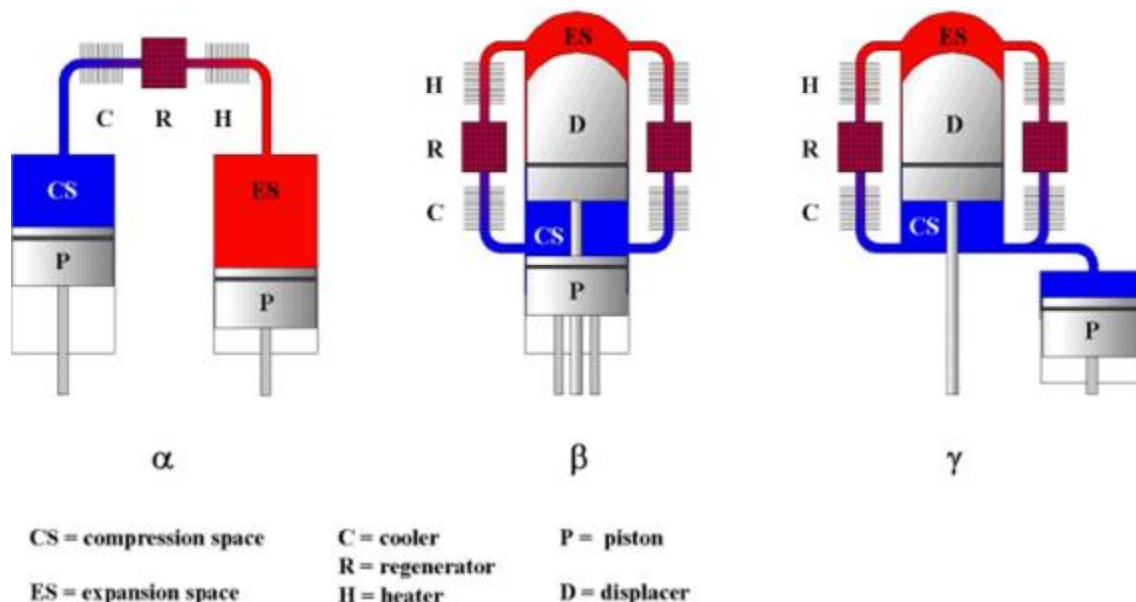 C R H
CS
ES
P
P
ES
H
D
R
C
CS
P
ES
H
D
R
C
CS
P
α
β
γ
CS = compression space
C = cooler
P = piston
R = regenerator
ES = expansion space
H = heater
D = displacer